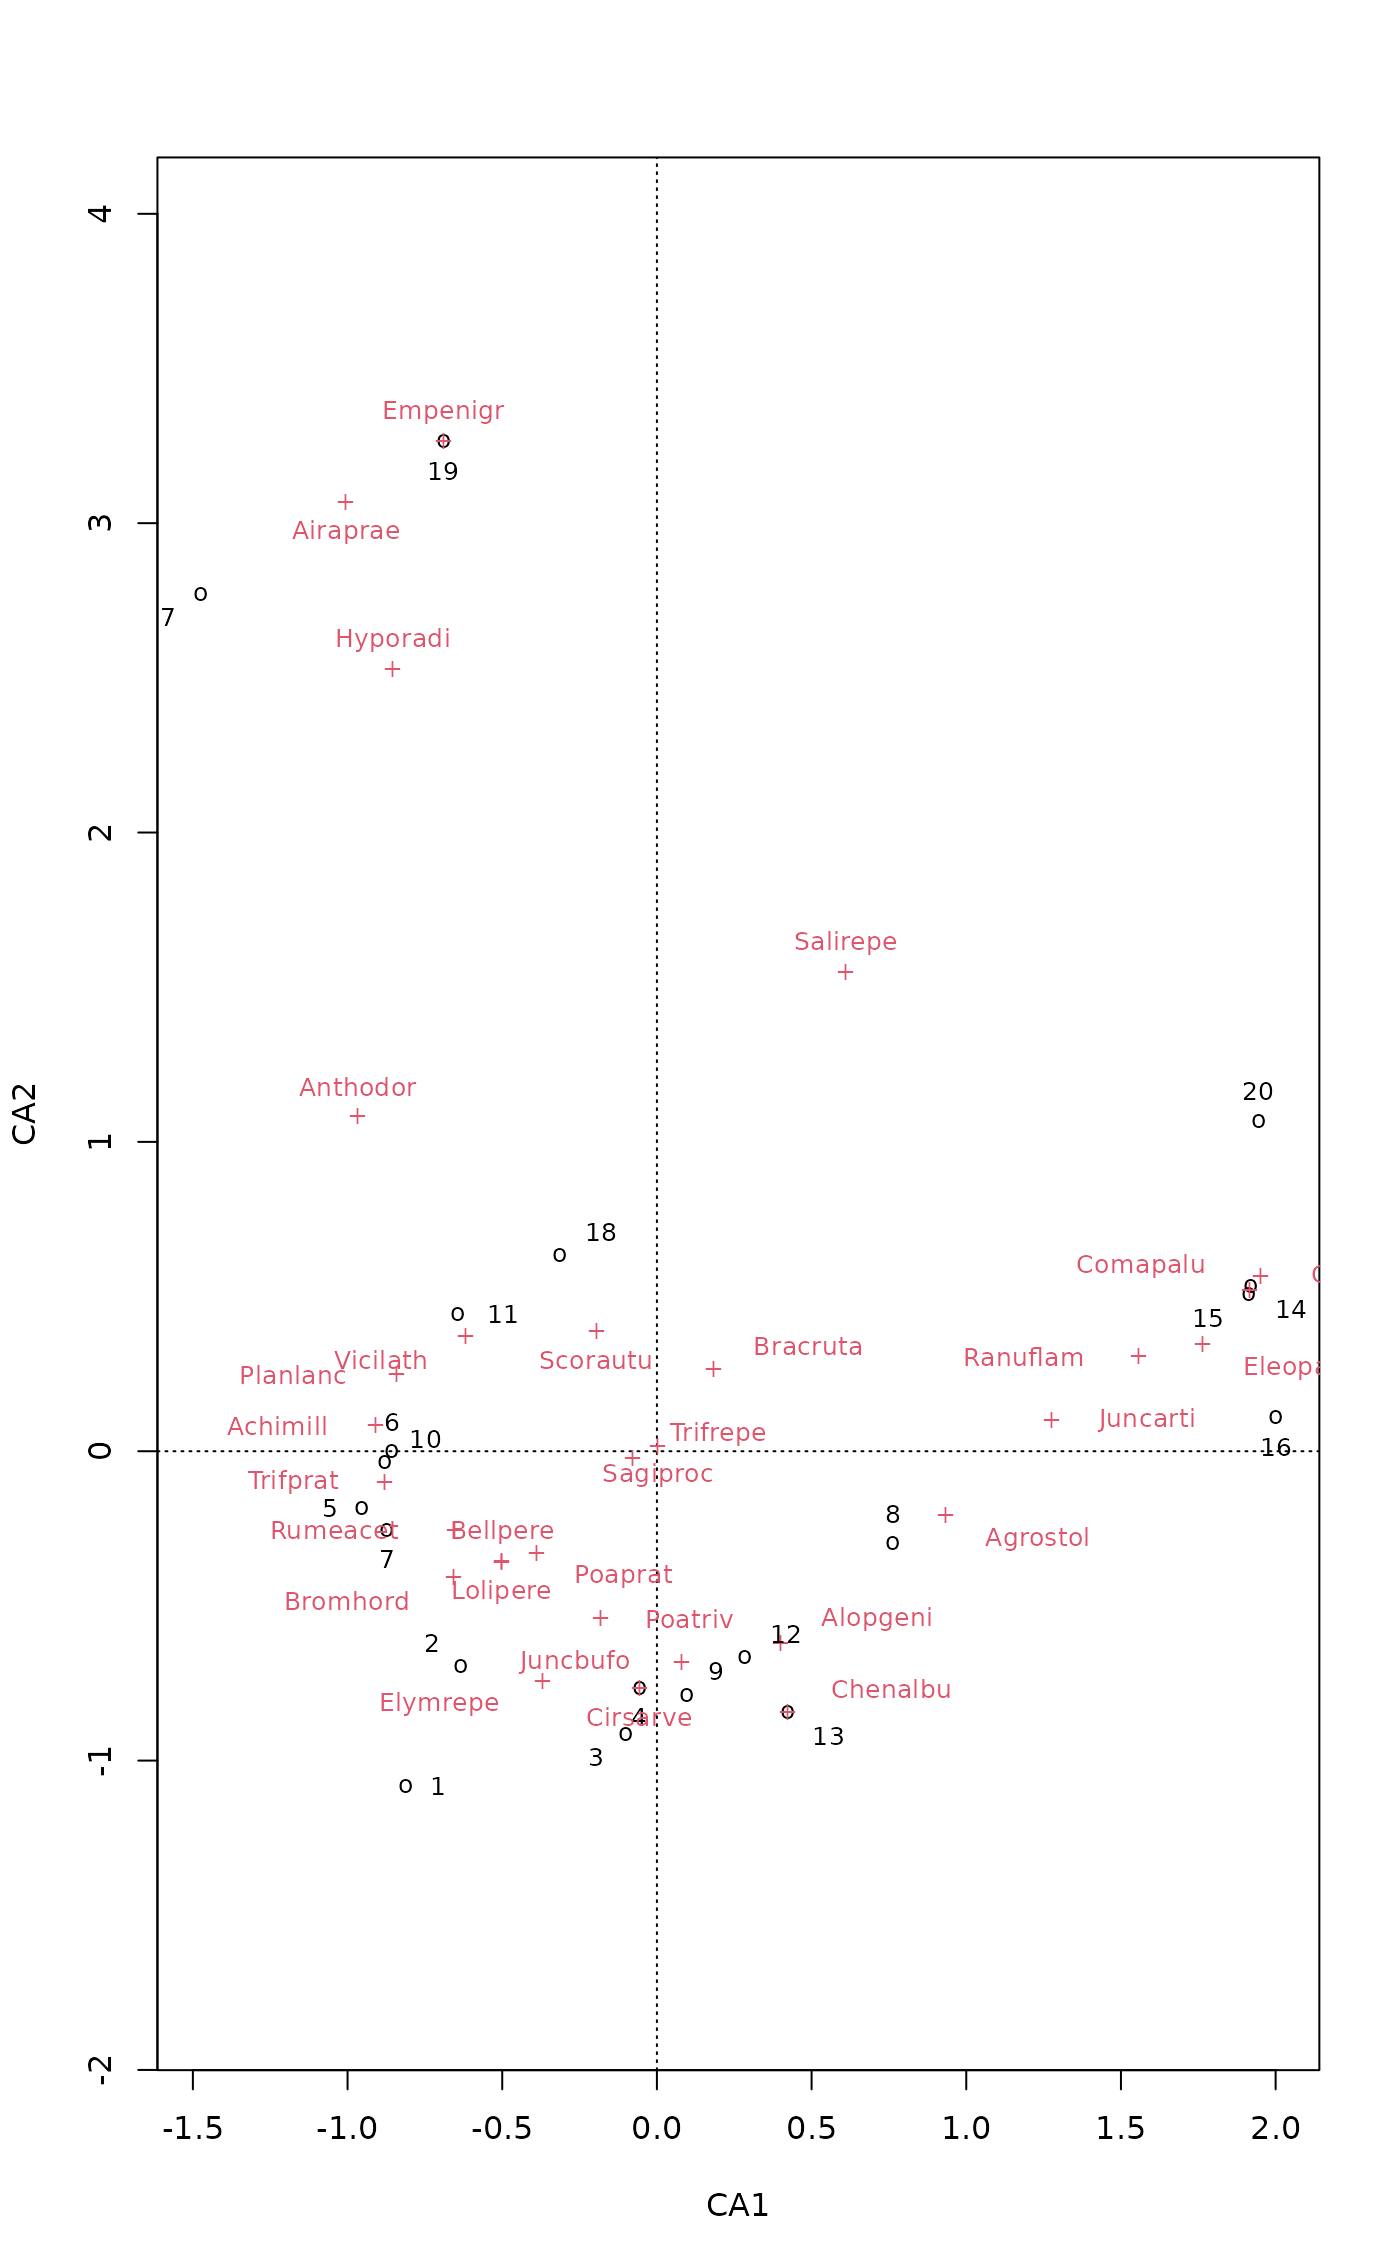 4
Empenigr
19
3
Airaprae
7
Hyporadi
2
Salirepe
Anthodor
20
CA2
1
18
Comapalu
11
15
14
Vicilath
Scorautu
Bracruta
Ranuflam
Planlanc
Achimill
6
10
Trifrepe
Juncarti
0
16
Trifprat
Sagiproc
5
8
Rumeacet
Bellpere
Agrostol
7
Poaprat
Bromhord
Lolipere
Poatriv
Alopgeni
2
12
Juncbufo
9
Elymrepe
Chenalbu
Cirsarve
4
13
3
-1
1
-2
-1.5 -1.0 -0.5 0.0 0.5 1.0 1.5 2.0
CA1